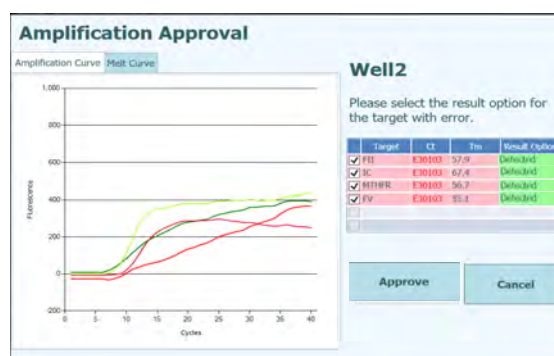 Amplification Approval
Amplification Curve Melt Curve
Well2
Please select the result option for
the target with error.
Target Ct Tm Result Option
FII E30103 57.9 Detected
IC E30103 67.4 Detected
MTHFR E30103 56.7 Detected
FV E30103 55.1 Detected
1,000
800
600
400
200
0
-200
Fluorescence
0 5 10 15 20 25 30 35 40
Cycles
Approve
Cancel